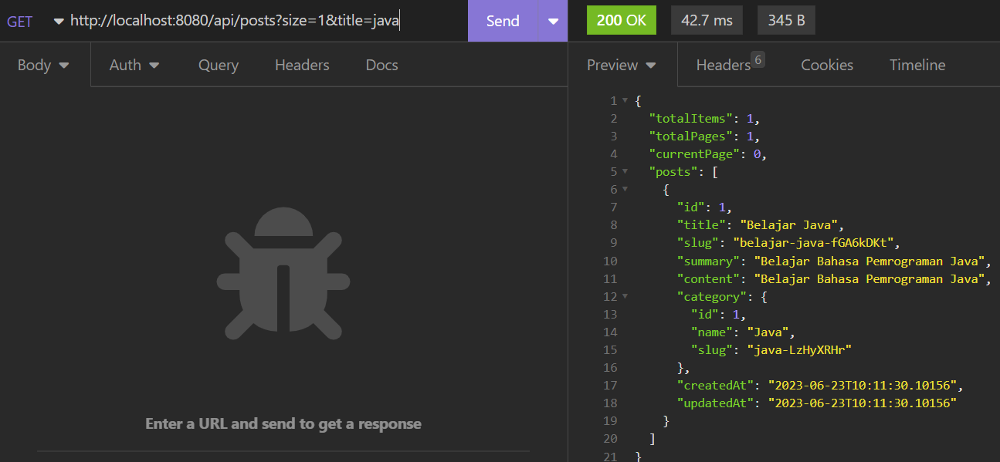 GET http://localhost:8080/api/posts?size=1&title=java Send 200 OK 42.7 ms 345 B
Body Auth Query Headers Docs Preview Headers 6 Cookies Timeline
1 {
2 "totalItems": 1,
3 "totalPages": 1,
4 "currentPage": 0,
5 "posts": [
6 {
7 "id": 1,
8 "title": "Belajar Java",
9 "slug": "belajar-java-fGA6kDKt",
10 "summary": "Belajar Bahasa Pemrograman Java",
11 "content": "Belajar Bahasa Pemrograman Java",
12 "category": {
13 "id": 1,
14 "name": "Java",
15 "slug": "java-LzHyXRHr"
16 },
17 "createdAt": "2023-06-23T10:11:30.10156",
18 "updatedAt": "2023-06-23T10:11:30.10156"
19 }
20 ]
21 }
Enter a URL and send to get a response